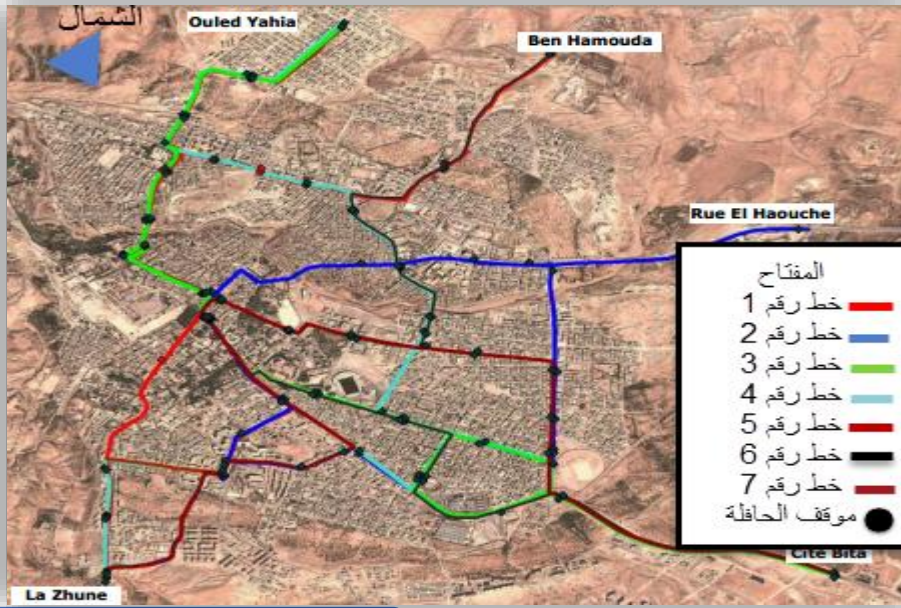 الشمال
Ouled Yahia
Ben Hamouda
Rue El Haouche
المفتاح
خط رقم 1
خط رقم 2
خط رقم 3
خط رقم 4
خط رقم 5
خط رقم 6
خط رقم 7
موقف الحافلة
Cite Bita
La Zhune